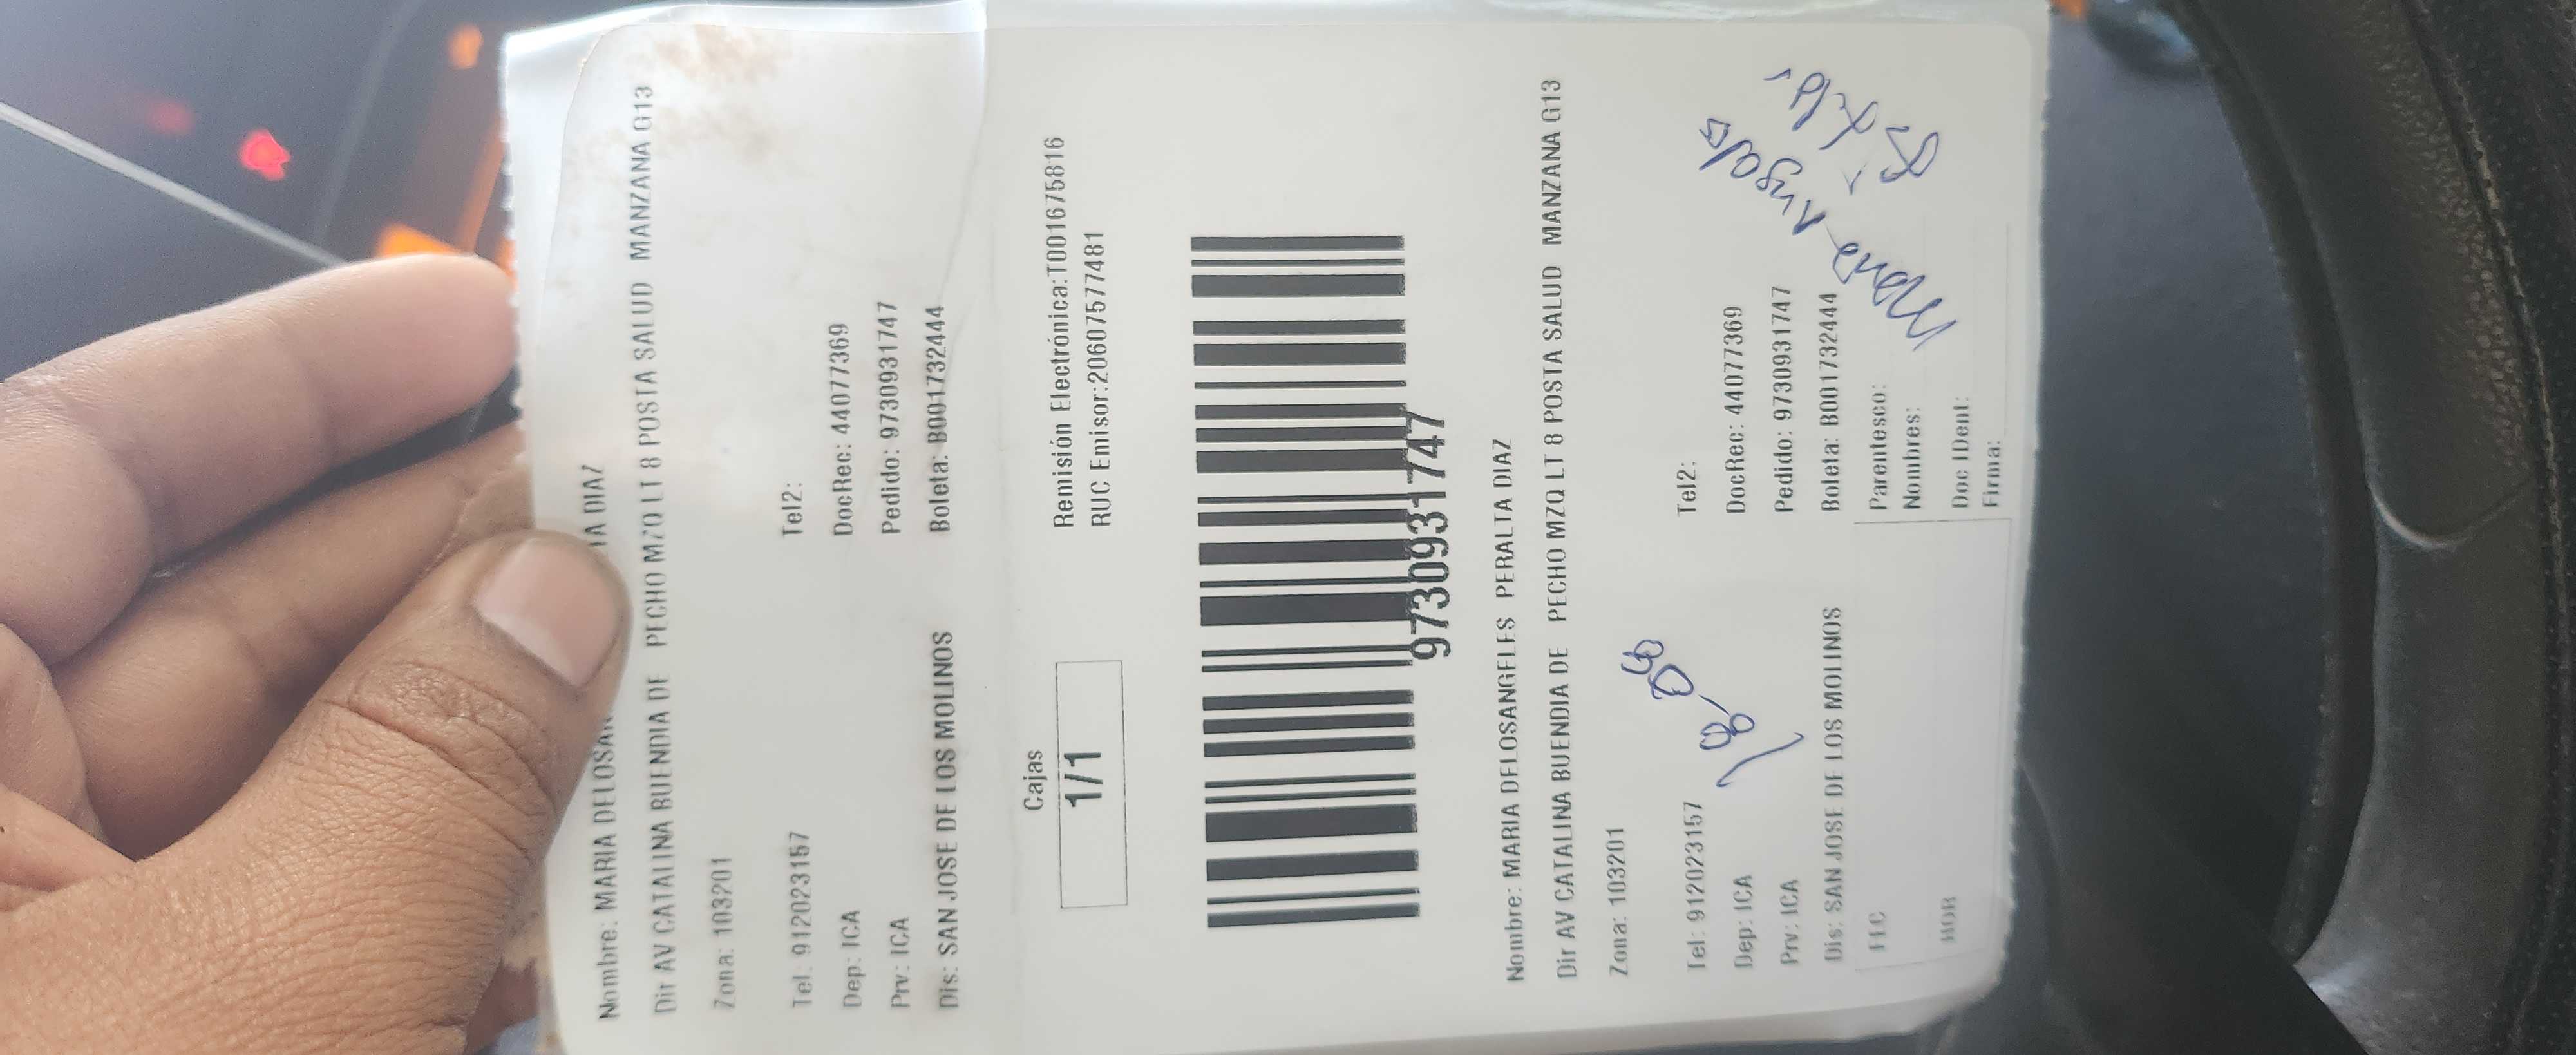 Nombre: MARIA DELOSAN TA DIAZ
Dir AV CATALINA BUENDIA DE PECHO MZQ LT 8 POSTA SALUD MANZANA G13
Zona: 103201
Tel: 912023157 Tel2:
Dep: ICA DocRec: 44077369
Prv: ICA Pedido: 9730931747
Dis: SAN JOSE DE LOS MOLINOS Boleta: B001732444
Cajas
1/1
Remisión Electrónica:T001675816
RUC Emisor:20607577481
9730931747
Nombre: MARIA DELOSANGELES PERALTA DIAZ
Dir AV CATALINA BUENDIA DE PECHO MZQ LT 8 POSTA SALUD MANZANA G13
Zona: 103201
Tel: 912023157 Tel2:
Dep: ICA DocRec: 44077369
Prv: ICA Pedido: 9730931747
Dis: SAN JOSE DE LOS MOLINOS Boleta: B001732444
Parentesco:
Nombres:
Doc IDent:
Firma: